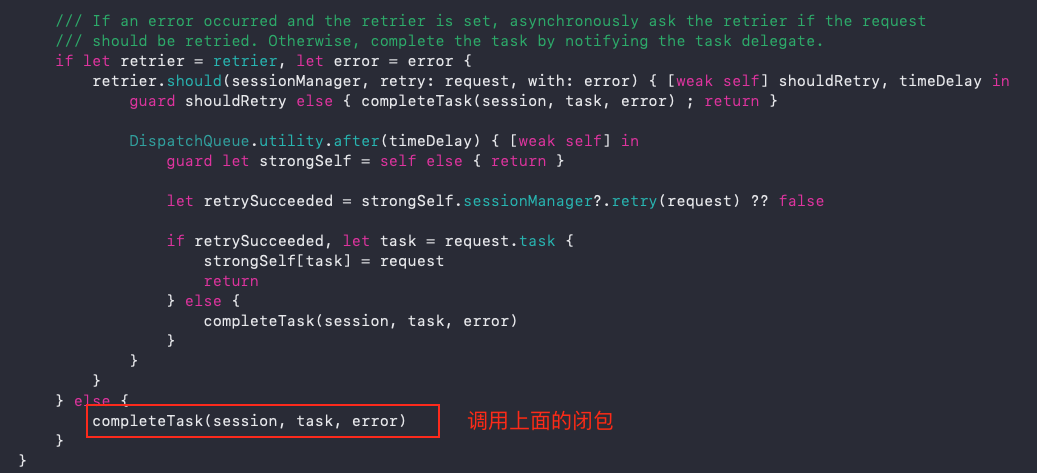 /// If an error occurred and the retrier is set, asynchronously ask the retrier if the request
/// should be retried. Otherwise, complete the task by notifying the task delegate.
if let retrier = retrier, let error = error {
retrier.should(sessionManager, retry: request, with: error) { [weak self] shouldRetry, timeDelay in
guard shouldRetry else { completeTask(session, task, error) ; return }
DispatchQueue.utility.after(timeDelay) { [weak self] in
guard let strongSelf = self else { return }
let retrySucceeded = strongSelf.sessionManager?.retry(request) ?? false
if retrySucceeded, let task = request.task {
strongSelf[task] = request
return
} else {
completeTask(session, task, error)
}
}
}
} else {
completeTask(session, task, error) 调用上面的闭包
}
}